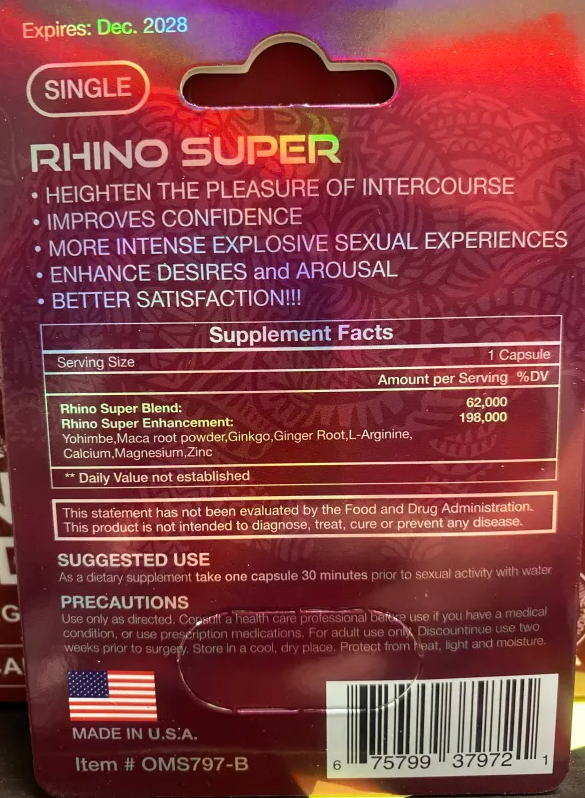 Expires: Dec. 2028
SINGLE
RHINO SUPER
• HEIGHTEN THE PLEASURE OF INTERCOURSE
• IMPROVES CONFIDENCE
• MORE INTENSE EXPLOSIVE SEXUAL EXPERIENCES
• ENHANCE DESIRES and AROUSAL
• BETTER SATISFACTION!!!
Supplement Facts
Serving Size 1 Capsule
Amount per Serving %DV
Rhino Super Blend: 62,000
Rhino Super Enhancement: 198,000
Yohimbe,Maca root powder,Ginkgo,Ginger Root,L-Arginine,
Calcium,Magnesium,Zinc
** Daily Value not established
This statement has not been evaluated by the Food and Drug Administration.
This product is not intended to diagnose, treat, cure or prevent any disease.
SUGGESTED USE
As a dietary supplement take one capsule 30 minutes prior to sexual activity with water
PRECAUTIONS
Use only as directed. Consult a health care professional before use if you have a medical
condition, or use prescription medications. For adult use only. Discontinue use two
weeks prior to surgery. Store in a cool, dry place. Protect from heat, light and moisture.
MADE IN U.S.A.
Item # OMS797-B
6 75799 37972 1